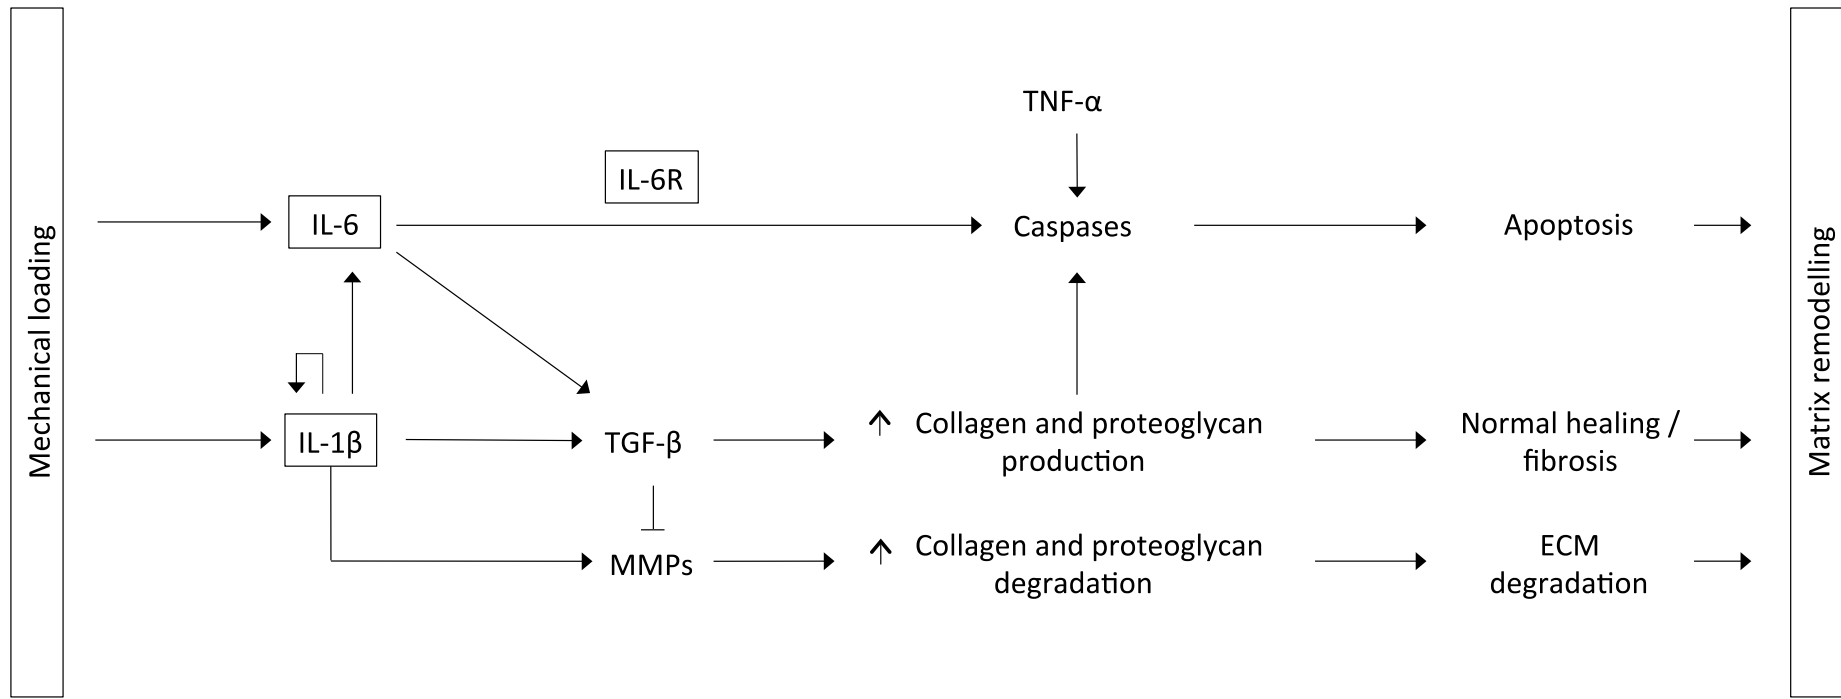 Mechanical loading
TNF-α
IL-6R
IL-6
Caspases
Apoptosis
IL-1β
TGF-β
↑ Collagen and proteoglycan
production
Normal healing /
fibrosis
MMPs
↑ Collagen and proteoglycan
degradation
ECM
degradation
Matrix remodelling